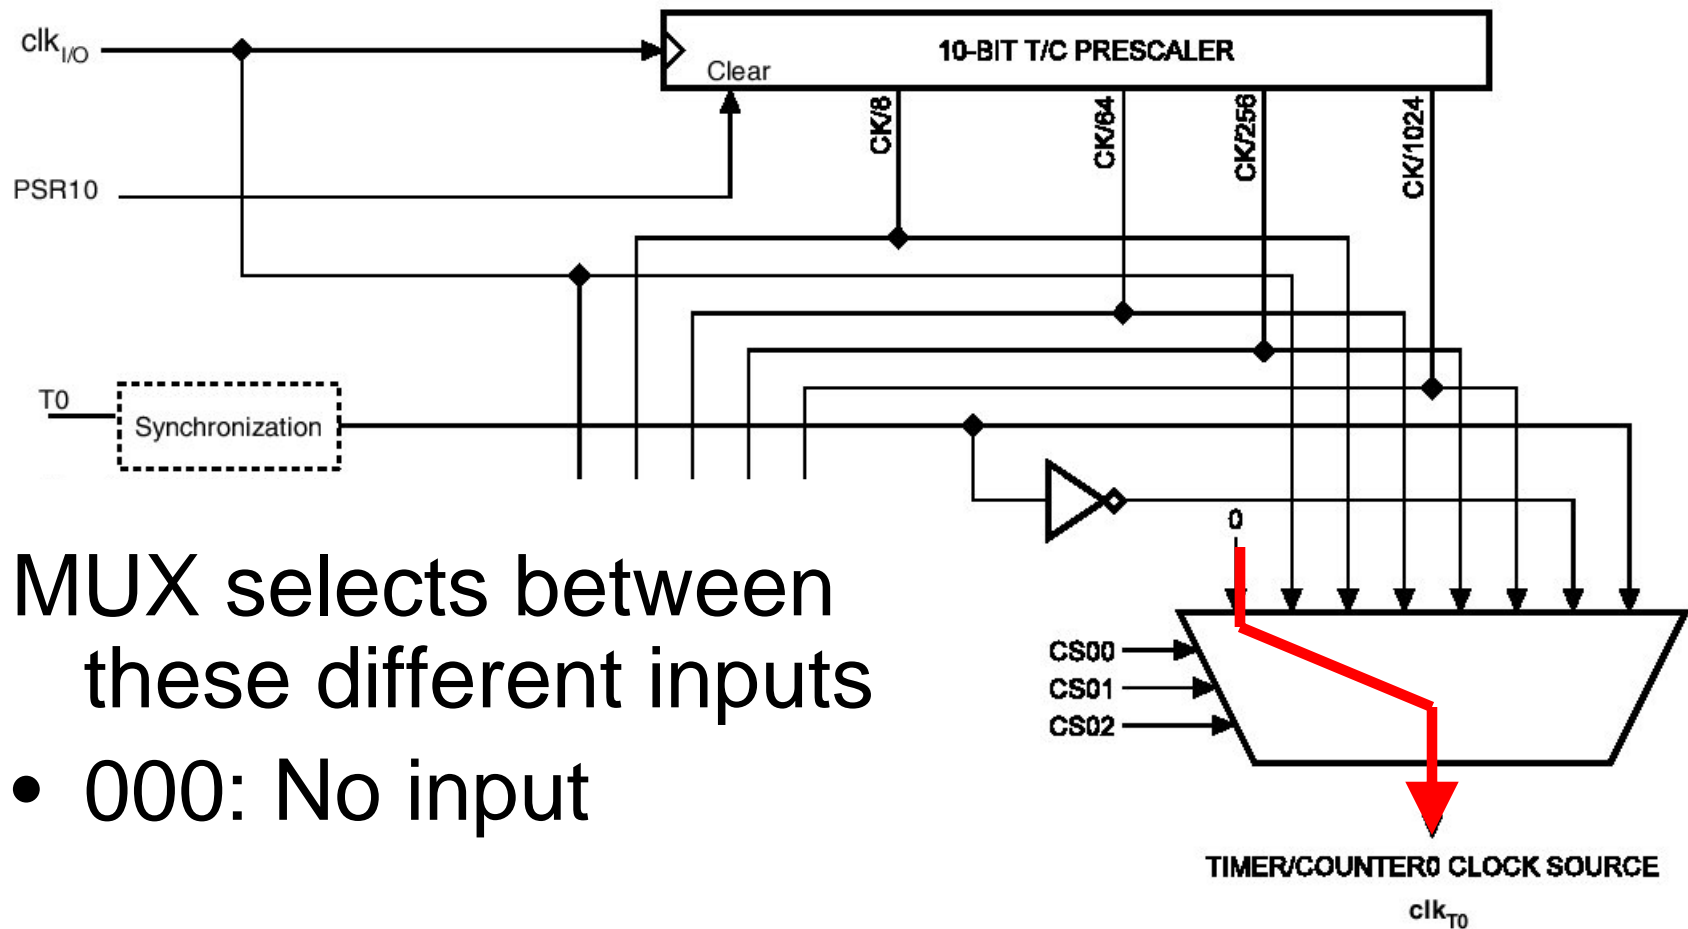 clkI/O
10-BIT T/C PRESCALER
Clear
CK/8
CK/64
CK/256
CK/1024
PSR10
T0
Synchronization
0
MUX selects between
these different inputs
• 000: No input
CS00
CS01
CS02
TIMER/COUNTER0 CLOCK SOURCE
clkT0